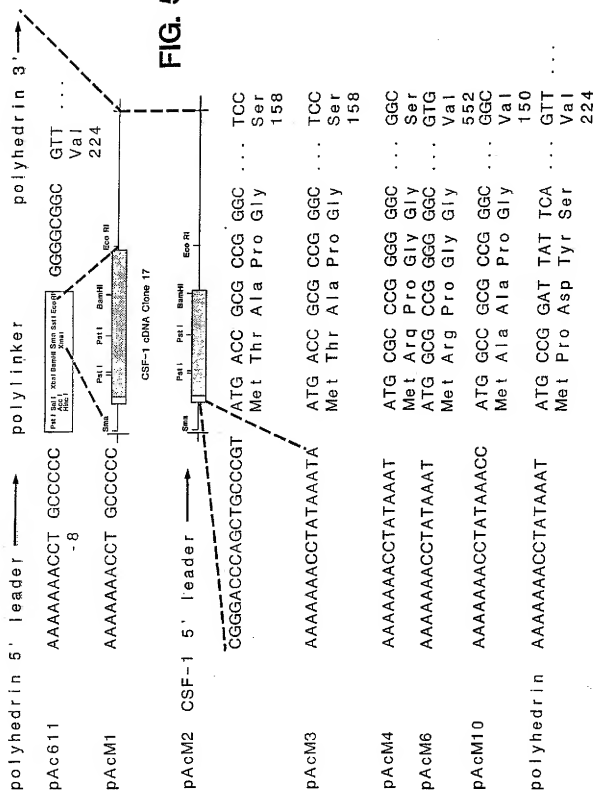 polyhedrin 5' leader → polylinker polyhedrin 3' →
pAc611 AAAAAAACCT GCCCCC GGGGCGGC GTT ...
-8 Val
224
Pst I Sal I Xba I BamHI Sma Sst I EcoRI
Acc I XmaI
Hinc I
pAcM1 AAAAAAACCT GCCCCC
Sma Pst I Pst I BamHI Eco RI
CSF-1 cDNA Clone 17
FIG. 5
pAcM2 CSF-1 5' leader →
Sma Pst I BamHI Eco RI
CGGGACCCAGCTGCCCGT ATG ACC GCG CCG GGC ... TCC
Met Thr Ala Pro Gly Ser
158
pAcM3 AAAAAAACCTATAAATA ATG ACC GCG CCG GGC ... TCC
Met Thr Ala Pro Gly Ser
158
pAcM4 AAAAAAACCTATAAAT ATG CGC CCG GGG GGC ... GGC
Met Arg Pro Gly Gly Ser
pAcM6 AAAAAAACCTATAAAT ATG GCG CCG GGG GGC ... GTG
Met Arg Pro Gly Gly Val
552
pAcM10 AAAAAAACCTATAAACC ATG GCC GCG CCG GGC ... GGC
Met Ala Ala Pro Gly Val
150
polyhedrin AAAAAAACCTATAAAT ATG CCG GAT TAT TCA ... GTT ...
Met Pro Asp Tyr Ser Val
224